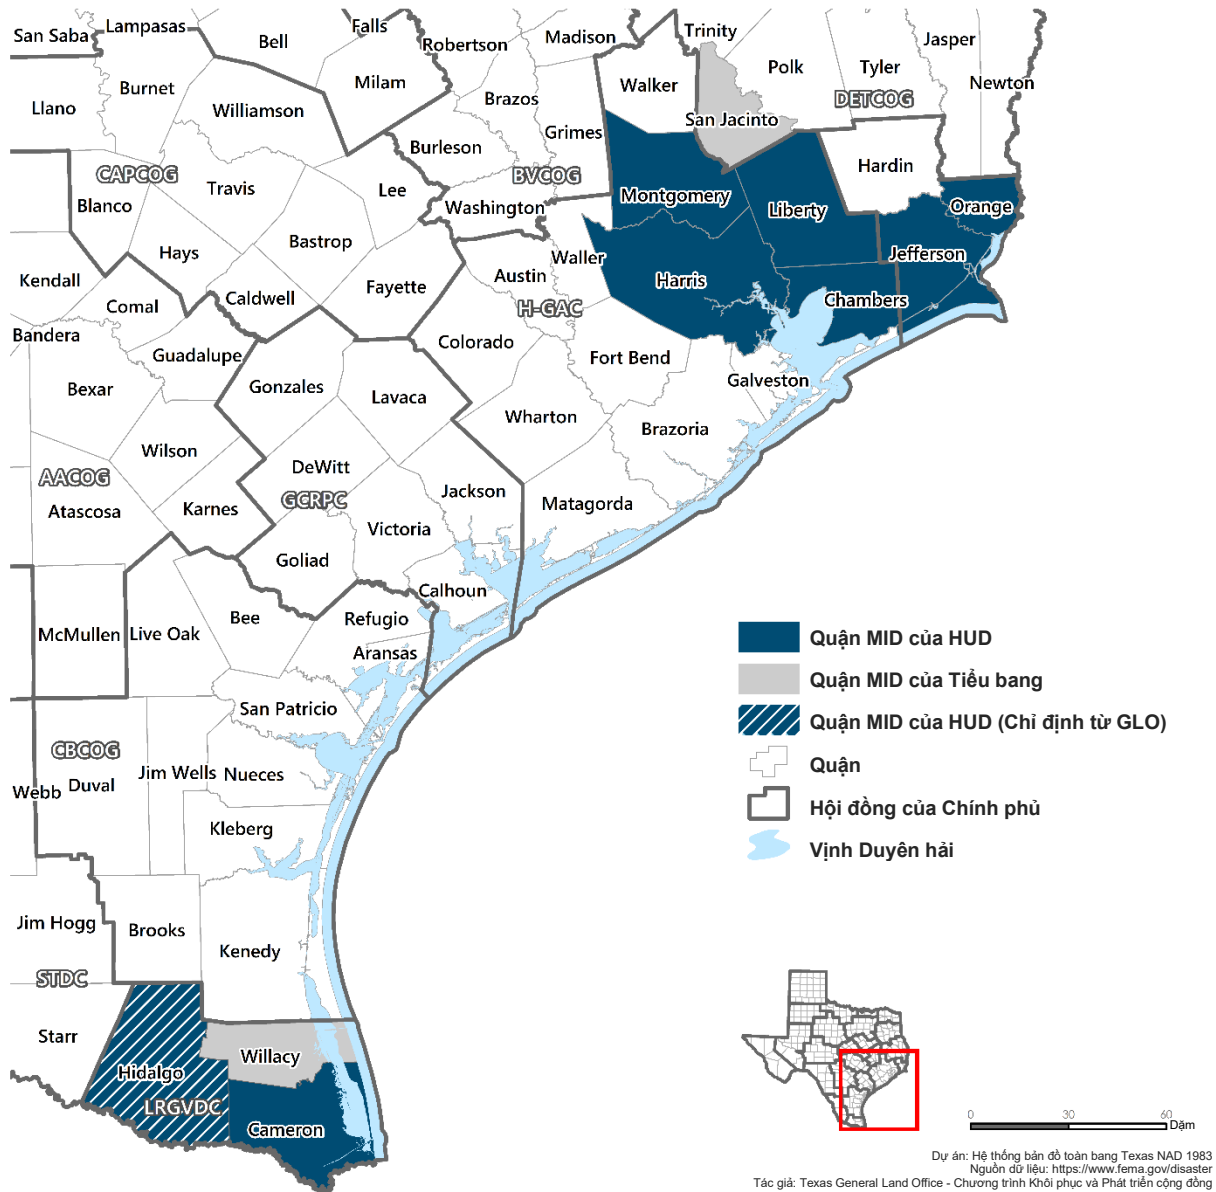 San Saba
Lampasas
Falls
Bell
Robertson
Madison
Trinity
Jasper
Llano
Burnet
Milam
Walker
Polk
Tyler
Newton
Williamson
Brazos
DETCOG
San Jacinto
Grimes
Burleson
Hardin
CAPCOG
Travis
Lee
BVCOG
Montgomery
Liberty
Orange
Blanco
Washington
Bastrop
Hays
Waller
Jefferson
Kendall
Austin
Harris
Comal
Caldwell
Fayette
H-GAC
Chambers
Bandera
Guadalupe
Colorado
Fort Bend
Bexar
Gonzales
Lavaca
Galveston
Wharton
Brazoria
Wilson
DeWitt
AACOG
GCRPC
Jackson
Matagorda
Atascosa
Karnes
Victoria
Goliad
Calhoun
McMullen
Live Oak
Bee
Refugio
Aransas
San Patricio
CBCOG
Jim Wells
Nueces
Webb
Duval
Kleberg
Jim Hogg
Brooks
Kenedy
STDC
Starr
Willacy
Hidalgo
LRGVDC
Cameron
Quận MID của HUD
Quận MID của Tiểu bang
Quận MID của HUD (Chỉ định từ GLO)
Quận
Hội đồng của Chính phủ
Vịnh Duyên hải
0 30 60
Dặm
Dự án: Hệ thống bản đồ toàn bang Texas NAD 1983
Nguồn dữ liệu: https://www.fema.gov/disaster
Tác giả: Texas General Land Office - Chương trình Khôi phục và Phát triển cộng đồng